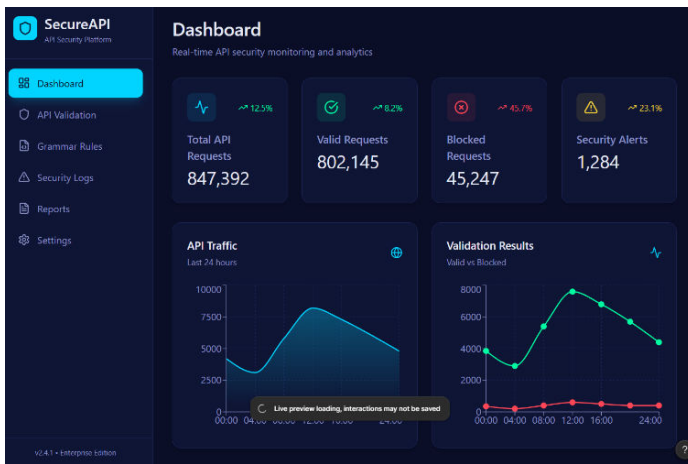 SecureAPI
API Security Platform
Dashboard
API Validation
Grammar Rules
Security Logs
Reports
Settings
v2.4.1 • Enterprise Edition
Dashboard
Real-time API security monitoring and analytics
12.5%
Total API
Requests
847,392
8.2%
Valid Requests
802,145
45.7%
Blocked
Requests
45,247
23.1%
Security Alerts
1,284
API Traffic
Last 24 hours
10000
7500
5000
2500
0
00:00 04:00 08:00 12:00 16:00 24:00
Live preview loading, interactions may not be saved
Validation Results
Valid vs Blocked
8000
6000
4000
2000
0
00:00 04:00 08:00 12:00 16:00 24:00
?